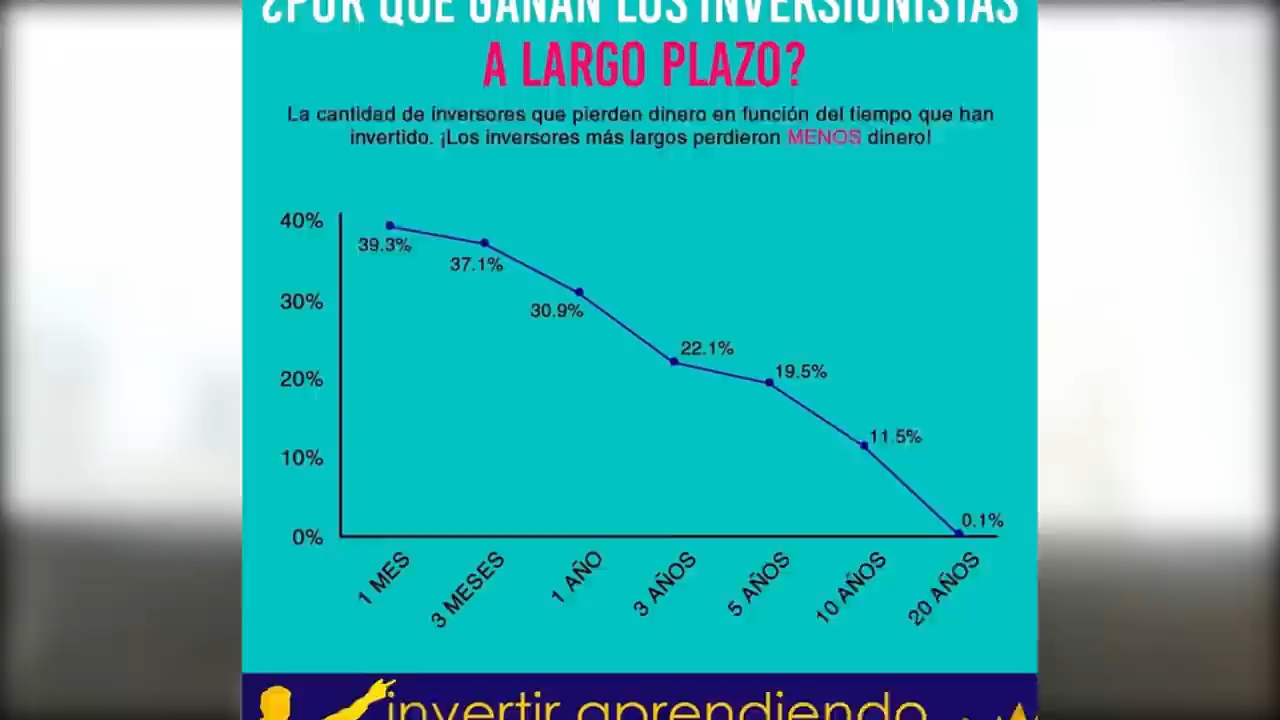 ¿POR QUÉ GANAN LOS INVERSIONISTAS
A LARGO PLAZO?
La cantidad de inversores que pierden dinero en función del tiempo que han
invertido. ¡Los inversores más largos perdieron MENOS dinero!
40%
39.3%
37.1%
30%
30.9%
22.1%
20%
19.5%
11.5%
10%
0.1%
0%
1 MES
3 MESES
1 AÑO
3 AÑOS
5 AÑOS
10 AÑOS
20 AÑOS
invertir aprendiendo